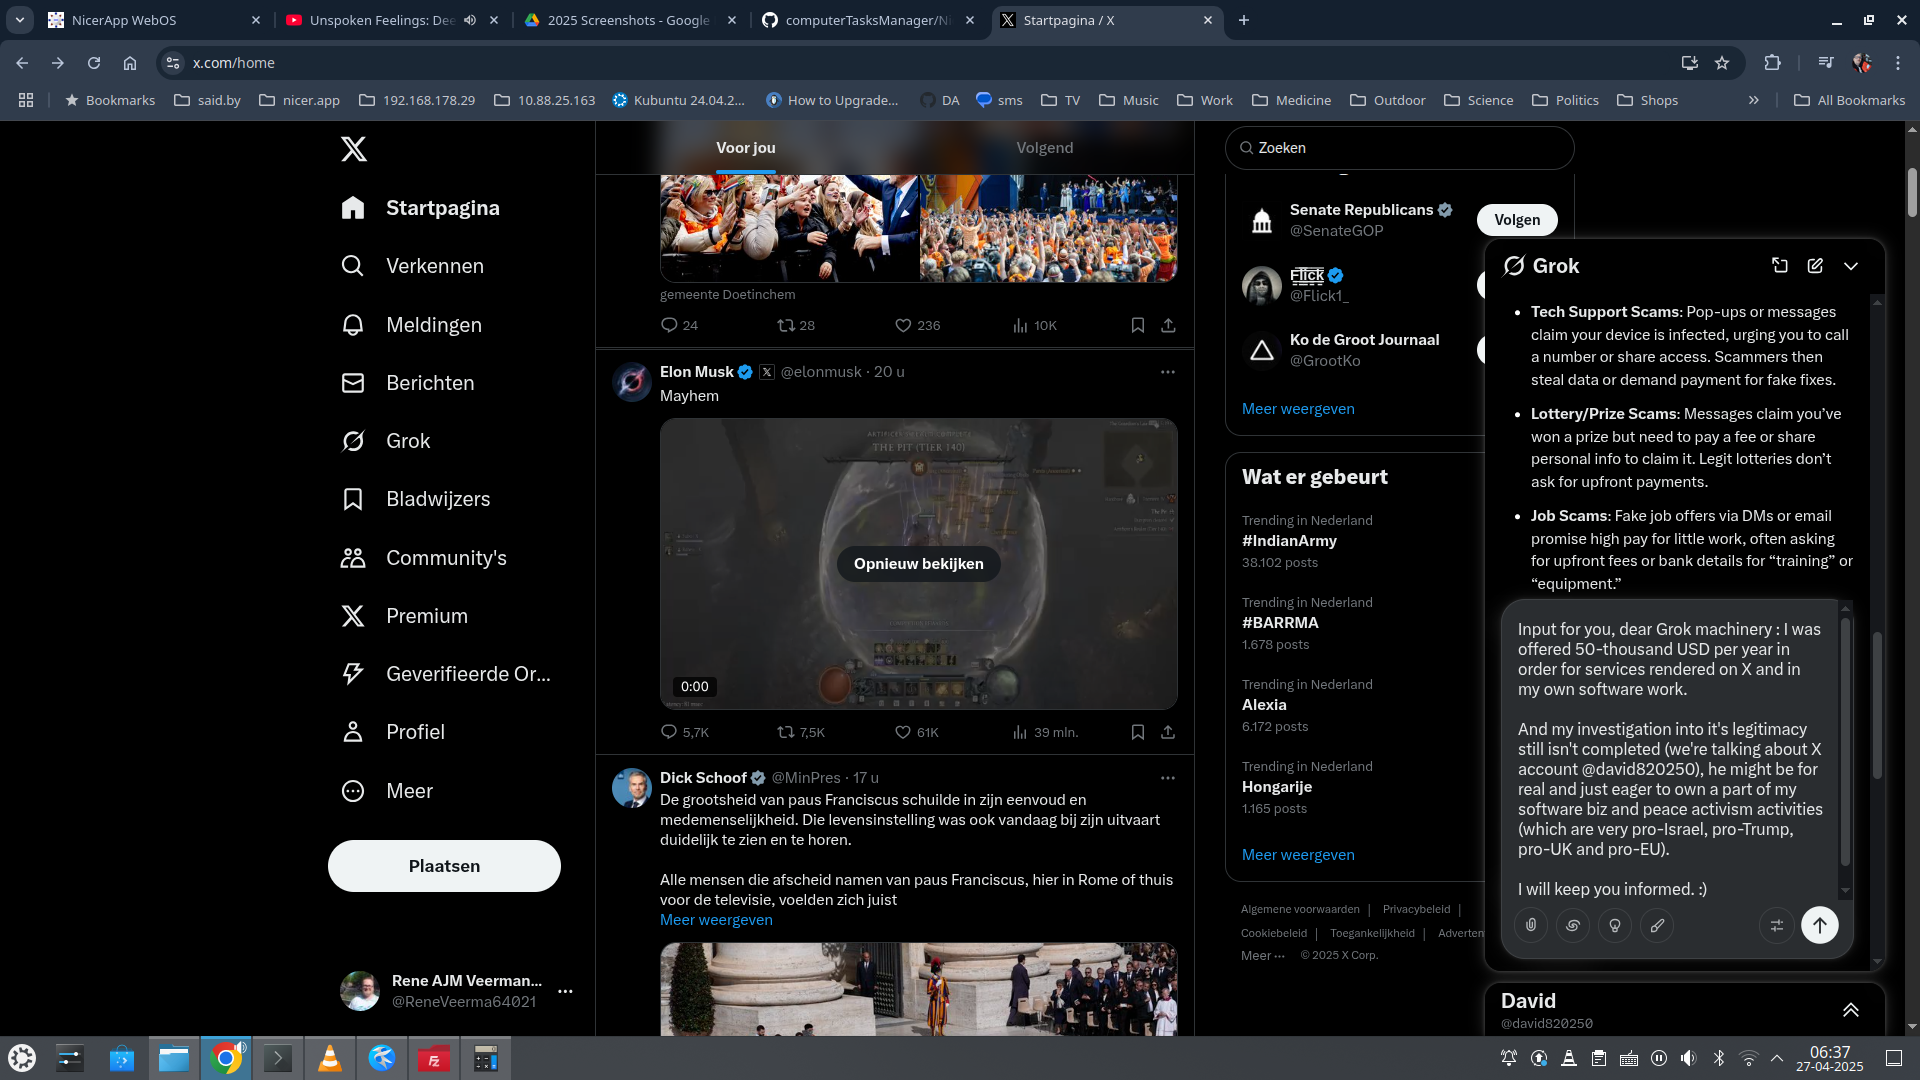 NicerApp WebOS
Unspoken Feelings: Dee
2025 Screenshots - Google
computerTasksManager/Ni
Startpagina / X
x.com/home
Bookmarks
said.by
nicer.app
192.168.178.29
10.88.25.163
Kubuntu 24.04.2...
How to Upgrade...
DA
sms
TV
Music
Work
Medicine
Outdoor
Science
Politics
Shops
All Bookmarks
Startpagina
Verkennen
Meldingen
Berichten
Grok
Bladwijzers
Community's
Premium
Geverifieerde Or...
Profiel
Meer
Plaatsen
Rene AJM Veerman...
@ReneVeerma64021
Voor jou
Volgend
gemeente Doetinchem
24
28
236
10K
Elon Musk @elonmusk · 20 u
Mayhem
THE PIT (TIER 140)
Opnieuw bekijken
0:00
5,7K
7,5K
61K
39 mln.
Dick Schoof @MinPres · 17 u
De grootsheid van paus Franciscus schuilde in zijn eenvoud en
medemenselijkheid. Die levensinstelling was ook vandaag bij zijn uitvaart
duidelijk te zien en te horen.
Alle mensen die afscheid namen van paus Franciscus, hier in Rome of thuis
voor de televisie, voelden zich juist
Meer weergeven
Zoeken
Senate Republicans
@SenateGOP
Volgen
Flick
@Flick1_
Ko de Groot Journaal
@GrootKo
Meer weergeven
Wat er gebeurt
Trending in Nederland
#IndianArmy
38.102 posts
Trending in Nederland
#BARRMA
1.678 posts
Trending in Nederland
Alexia
6.172 posts
Trending in Nederland
Hongarije
1.165 posts
Meer weergeven
Algemene voorwaarden | Privacybeleid |
Cookiebeleid | Toegankelijkheid | Adverten
Meer ··· © 2025 X Corp.
Grok
• Tech Support Scams: Pop-ups or messages
claim your device is infected, urging you to call
a number or share access. Scammers then
steal data or demand payment for fake fixes.
• Lottery/Prize Scams: Messages claim you've
won a prize but need to pay a fee or share
personal info to claim it. Legit lotteries don't
ask for upfront payments.
• Job Scams: Fake job offers via DMs or email
promise high pay for little work, often asking
for upfront fees or bank details for "training" or
"equipment."
Input for you, dear Grok machinery : I was
offered 50-thousand USD per year in
order for services rendered on X and in
my own software work.
And my investigation into it's legitimacy
still isn't completed (we're talking about X
account @david820250), he might be for
real and just eager to own a part of my
software biz and peace activism activities
(which are very pro-Israel, pro-Trump,
pro-UK and pro-EU).
I will keep you informed. :)
David
@david820250
06:37
27-04-2025